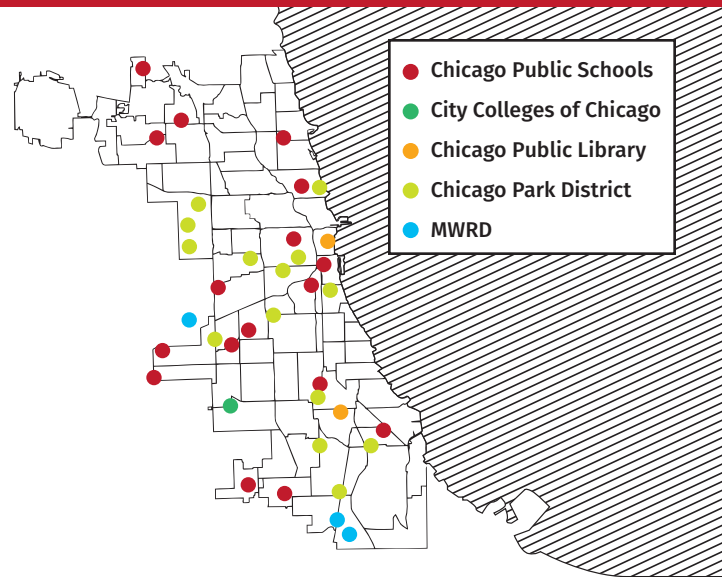 Chicago Public Schools
City Colleges of Chicago
Chicago Public Library
Chicago Park District
MWRD